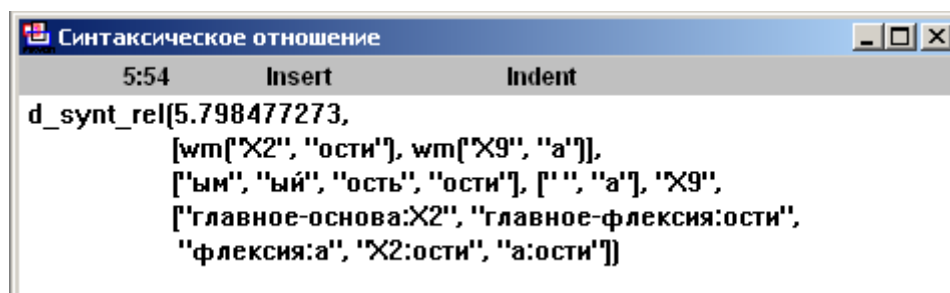 Синтаксическое отношение
5:54 Insert Indent
d_synt_rel(5.798477273,
[wm("X2", "ости"), wm("X9", "а")],
["ым", "ый", "ость", "ости"], [" ", "а"], "X9",
["главное-основа:X2", "главное-флексия:ости",
"флексия:а", "X2:ости", "а:ости"])